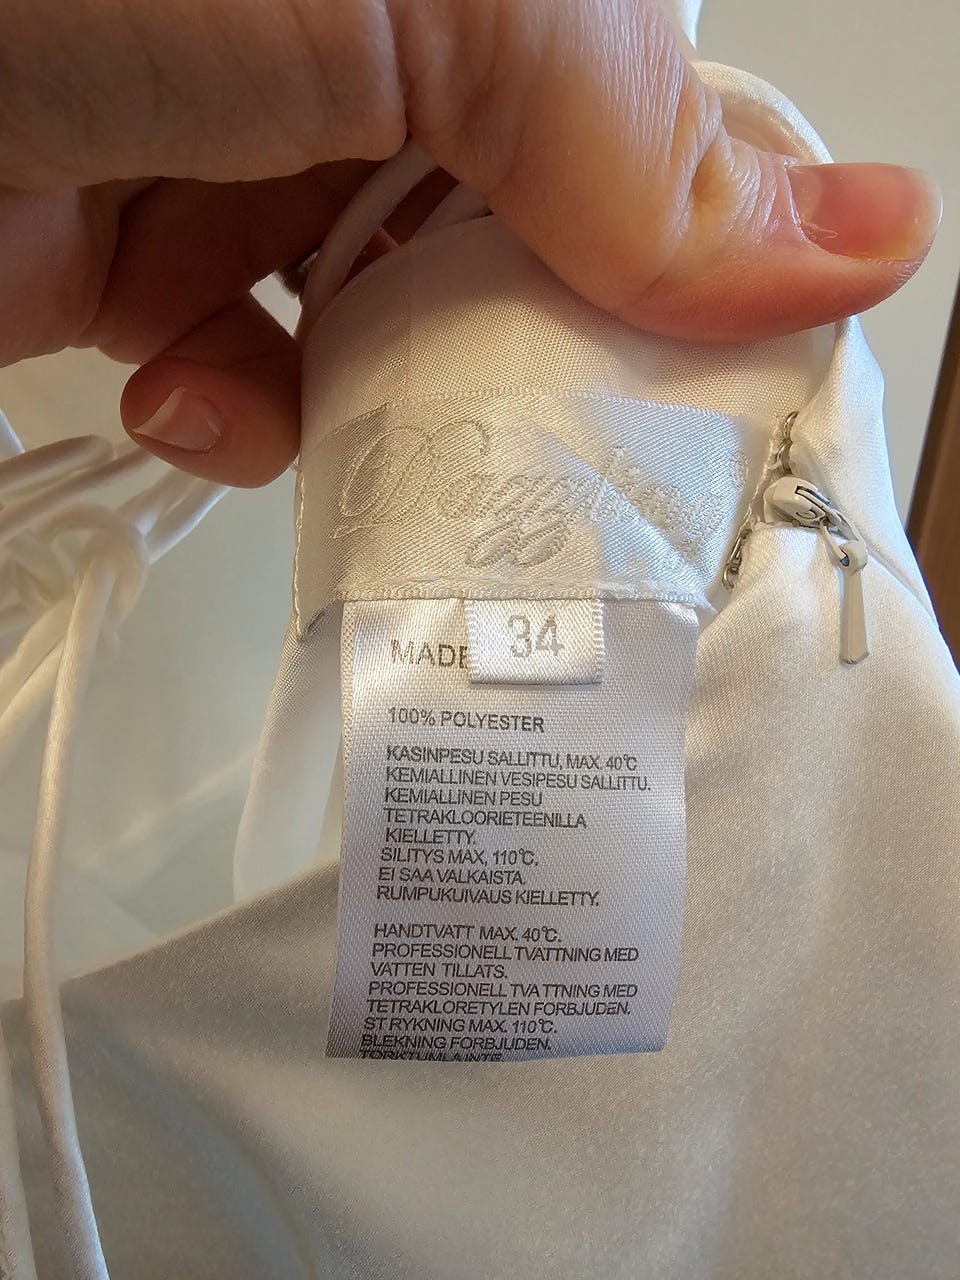 34
MADE
100% POLYESTER
KASINPESU SALLITTU, MAX. 40°C
KEMIALLINEN VESIPESU SALLITTU.
KEMIALLINEN PESU
TETRAKLOORIETEENILLA
KIELLETTY.
SILITYS MAX, 110°C.
EI SAA VALKAISTA.
RUMPUKUIVAUS KIELLETTY.
HANDTVATT MAX. 40°C.
PROFESSIONELL TVATTNING MED
VATTEN TILLATS.
PROFESSIONELL TVA TTNING MED
TETRAKLORETYLEN FORBJUDEN.
ST RYKNING MAX. 110°C.
BLEKNING FORBJUDEN.
TORKTUMLA INTE